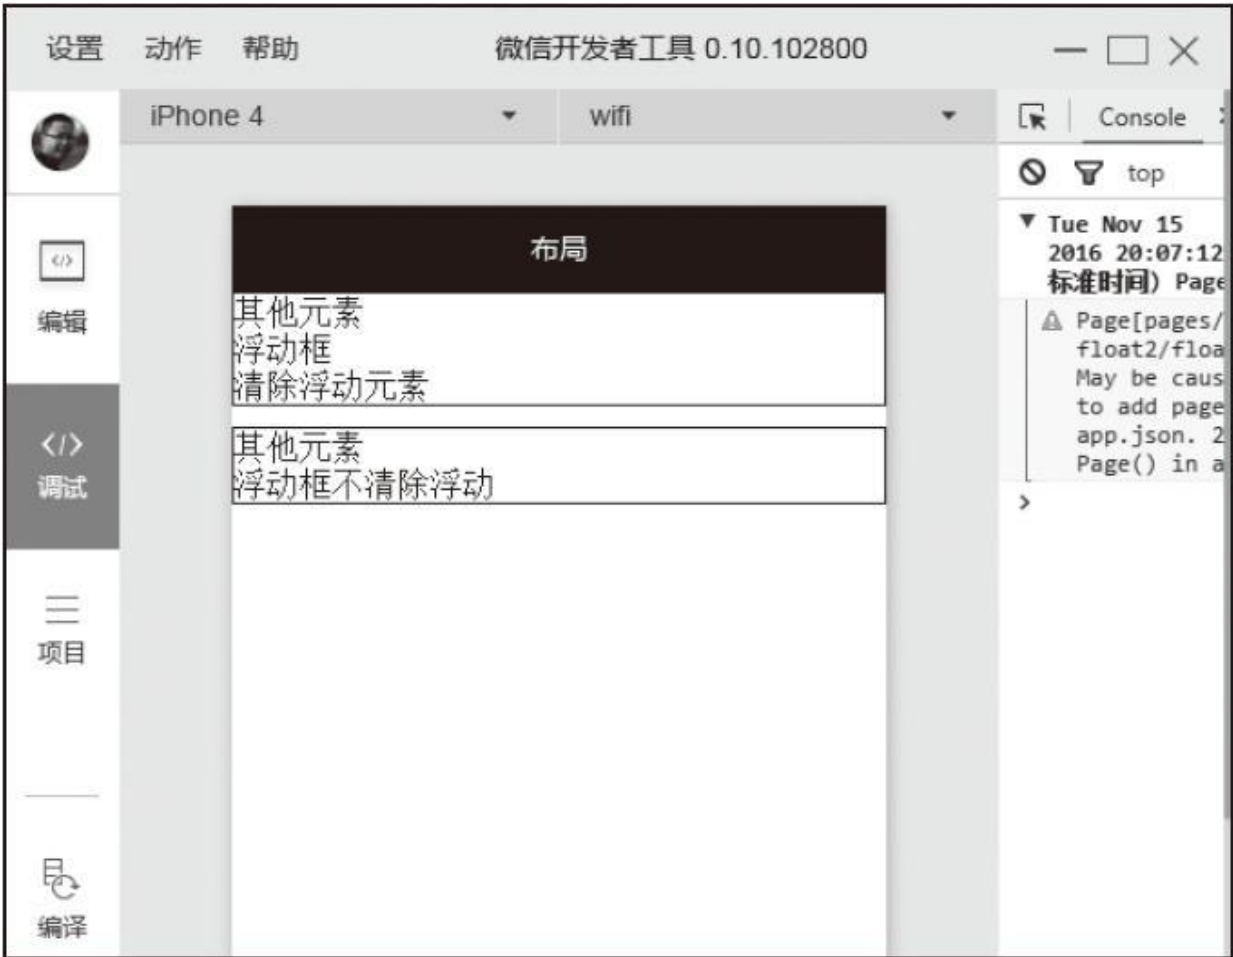 设置 动作 帮助 微信开发者工具 0.10.102800
iPhone 4 wifi Console
top
编辑
调试
项目
编译
布局
其他元素
浮动框
清除浮动元素
其他元素
浮动框不清除浮动
Tue Nov 15
2016 20:07:12
标准时间) Page
Page[pages/
float2/floa
May be caus
to add page
app.json. 2
Page() in a